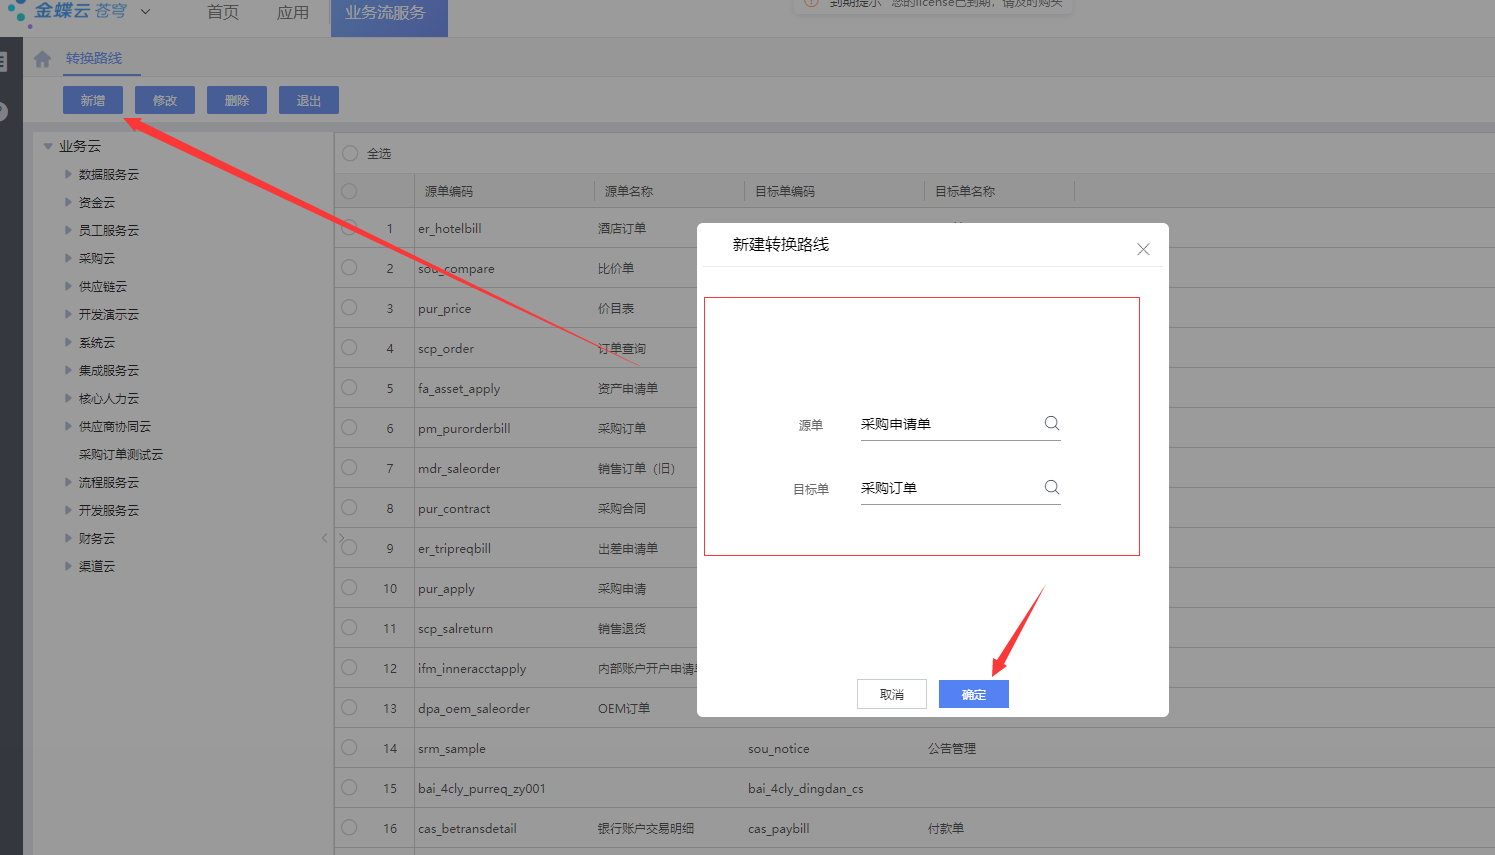 金蝶云 苍穹
首页
应用
业务流服务
到期提示 您的license已到期，请及时购买
转换路线
新增
修改
删除
退出
业务云
数据服务云
资金云
员工服务云
采购云
供应链云
开发演示云
系统云
集成服务云
核心人力云
供应商协同云
采购订单测试云
流程服务云
开发服务云
财务云
渠道云
全选
源单编码 源单名称 目标单编码 目标单名称
1 er_hotelbill 酒店订单
2 sou_compare 比价单
3 pur_price 价目表
4 scp_order 订单查询
5 fa_asset_apply 资产申请单
6 pm_purorderbill 采购订单
7 mdr_saleorder 销售订单（旧）
8 pur_contract 采购合同
9 er_tripreqbill 出差申请单
10 pur_apply 采购申请
11 scp_salreturn 销售退货
12 ifm_inneracctapply 内部账户开户申请
13 dpa_oem_saleorder OEM订单
14 srm_sample sou_notice 公告管理
15 bai_4cly_purreq_zy001 bai_4cly_dingdan_cs
16 cas_betransdetail 银行账户交易明细 cas_paybill 付款单
新建转换路线
源单 采购申请单
目标单 采购订单
取消
确定